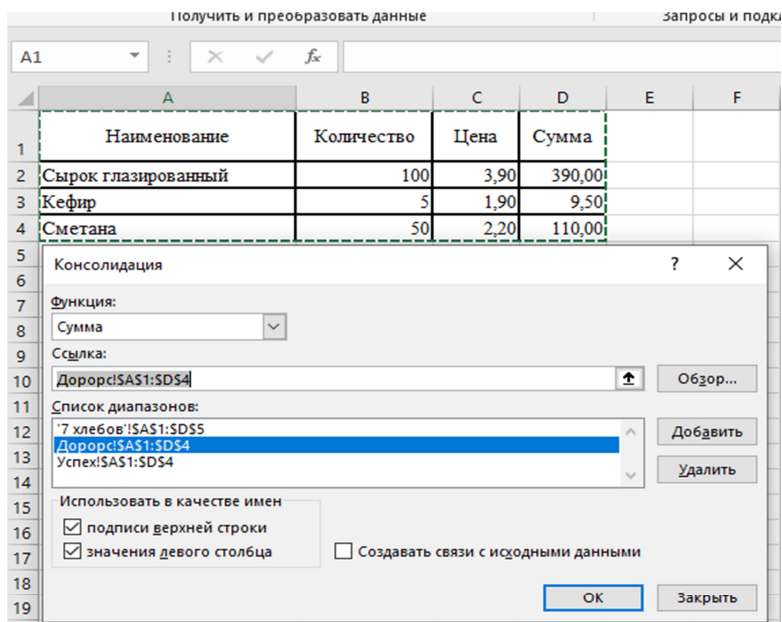 Получить и преобразовать данные Запросы и подкл
A1 fx
A B C D E F
1 Наименование Количество Цена Сумма
2 Сырок глазированный 100 3,90 390,00
3 Кефир 5 1,90 9,50
4 Сметана 50 2,20 110,00
5 Консолидация ? ×
6
7 Функция:
8 Сумма
9 Ссылка:
10 Дорорс!$A$1:$D$4 Обзор...
11 Список диапазонов:
12 '7 хлебов'!$A$1:$D$5 Добавить
Дорорс!$A$1:$D$4
13 Успех!$A$1:$D$4 Удалить
14
15 Использовать в качестве имен
16 подписи верхней строки
17 значения левого столбца Создавать связи с исходными данными
18
19 ОК Закрыть